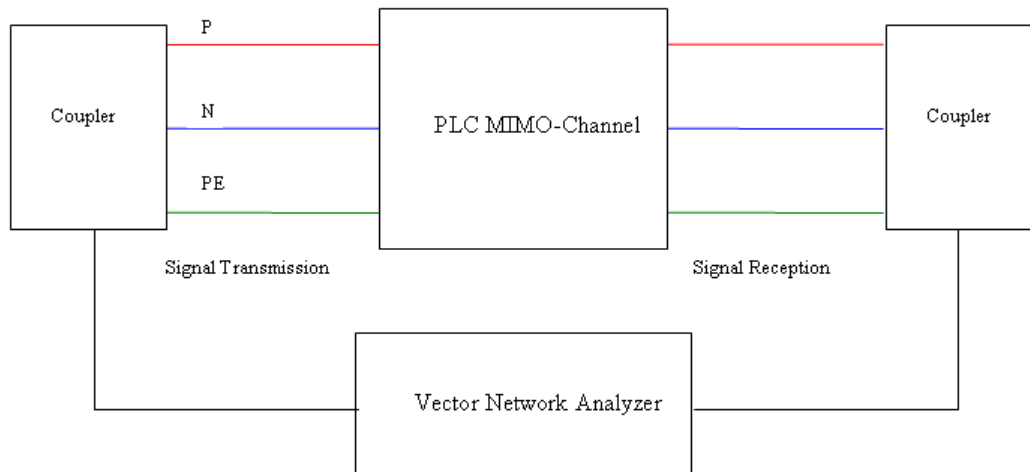 P
Coupler
N
PLC MIMO-Channel
Coupler
PE
Signal Transmission
Signal Reception
Vector Network Analyzer